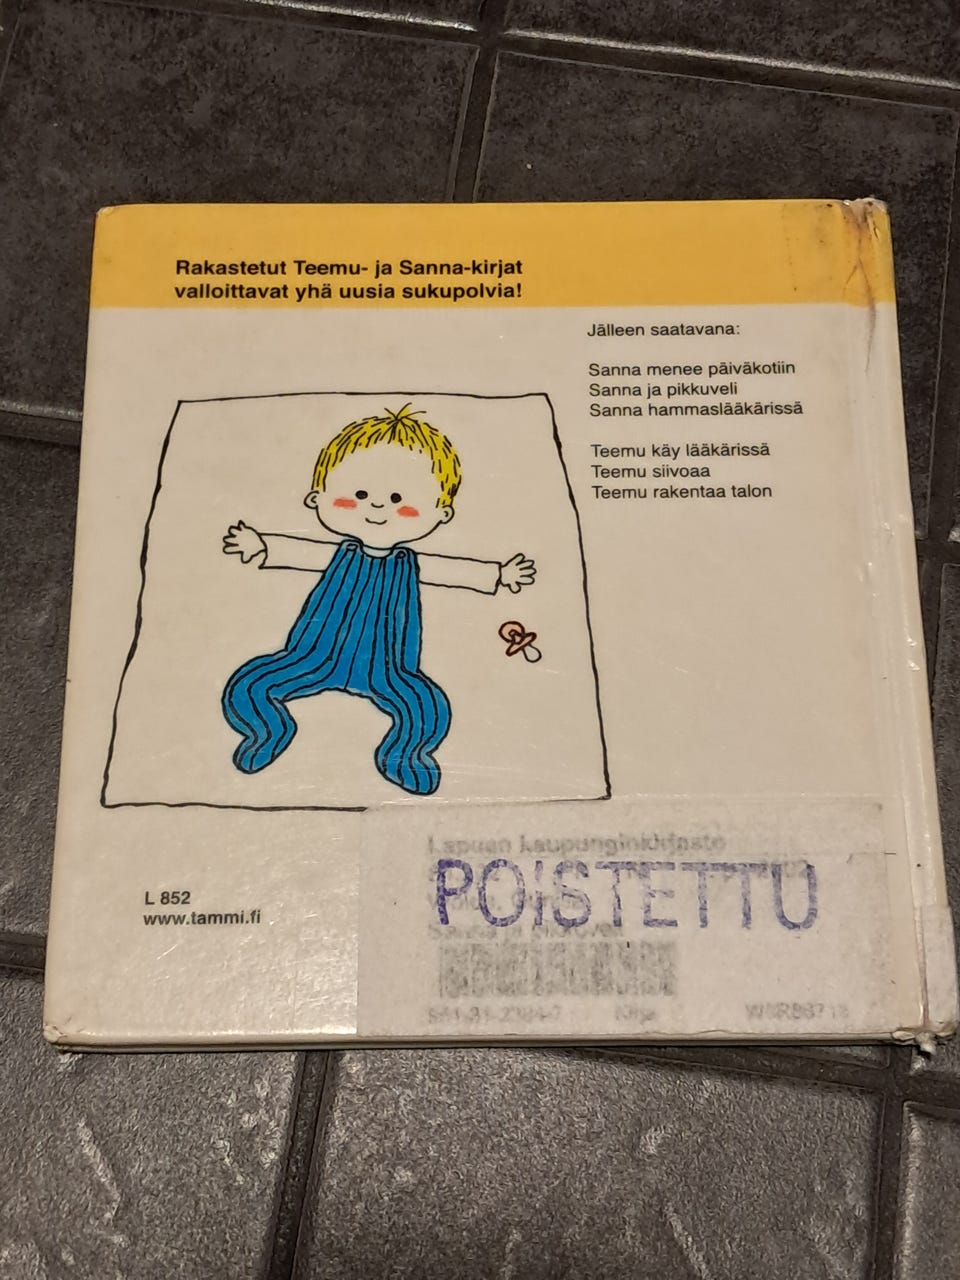 Rakastetut Teemu- ja Sanna-kirjat
valloittavat yhä uusia sukupolvia!
Jälleen saatavana:
Sanna menee päiväkotiin
Sanna ja pikkuveli
Sanna hammaslääkärissä
Teemu käy lääkärissä
Teemu siivoaa
Teemu rakentaa talon
L 852
www.tammi.fi
Lapuan kaupunginkirjasto
POISTETTU
Kirja